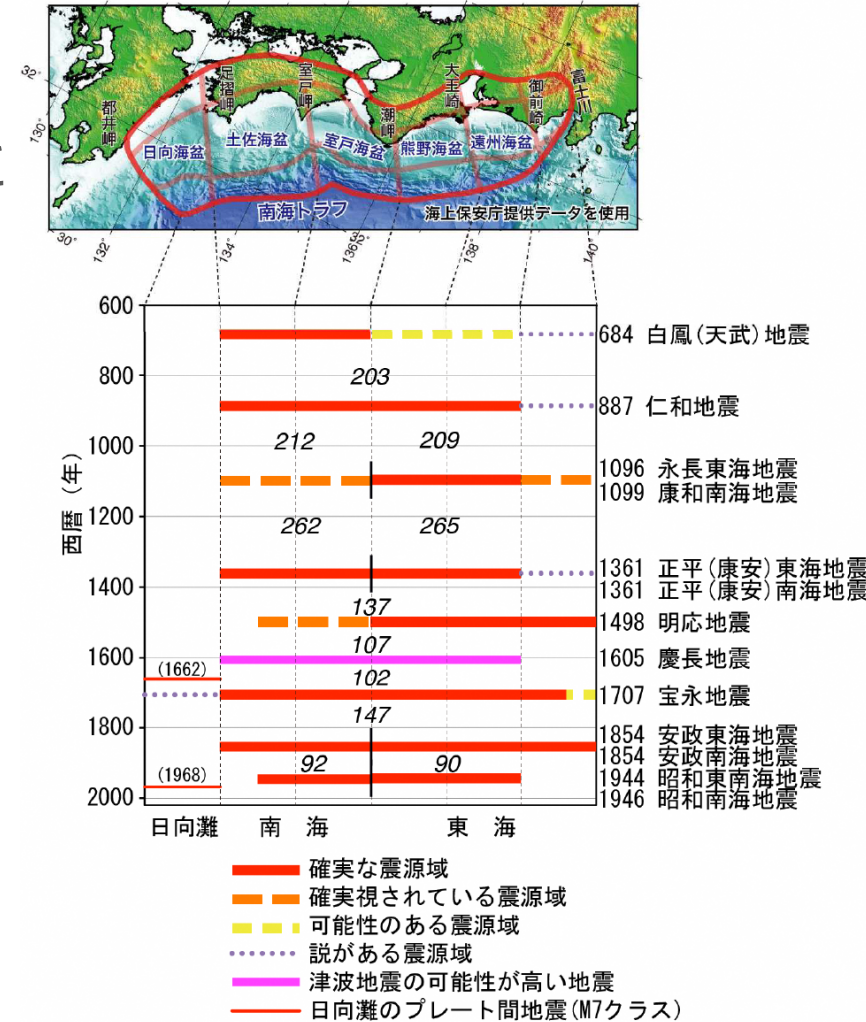 足摺岬
室戸岬
大王崎
御前崎
富士川
都井岬
潮岬
日向海盆
土佐海盆
室戸海盆
熊野海盆
遠州海盆
南海トラフ
海上保安庁提供データを使用
32°
130°
30°
132°
134°
136°
138°
140°
西暦（年）
600
800
1000
1200
1400
1600
1800
2000
684 白鳳(天武)地震
203
887 仁和地震
212 209
1096 永長東海地震
1099 康和南海地震
262 265
1361 正平(康安)東海地震
1361 正平(康安)南海地震
137
1498 明応地震
107
1605 慶長地震
(1662)
102
1707 宝永地震
147
1854 安政東海地震
1854 安政南海地震
92 90
1944 昭和東南海地震
(1968)
1946 昭和南海地震
日向灘 南 海 東 海
確実な震源域
確実視されている震源域
可能性のある震源域
説がある震源域
津波地震の可能性が高い地震
日向灘のプレート間地震(M7クラス)